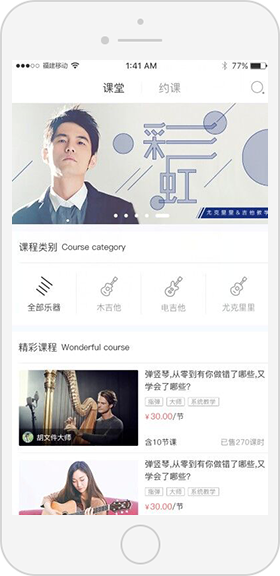 福建移动 1:41 AM 77%
课堂 约课
彩虹
尤克里里&吉他教学
课程类别 Course category
全部乐器 木吉他 电吉他 尤克里里
精彩课程 Wonderful course
弹竖琴,从零到有你做错了哪些,又
学会了哪些?
指弹 大师 系统教学
¥30.00/节
胡文件大师
含10节课 已售270课时
弹竖琴,从零到有你做错了哪些,又
学会了哪些?
指弹 大师 系统教学
¥30.00/节